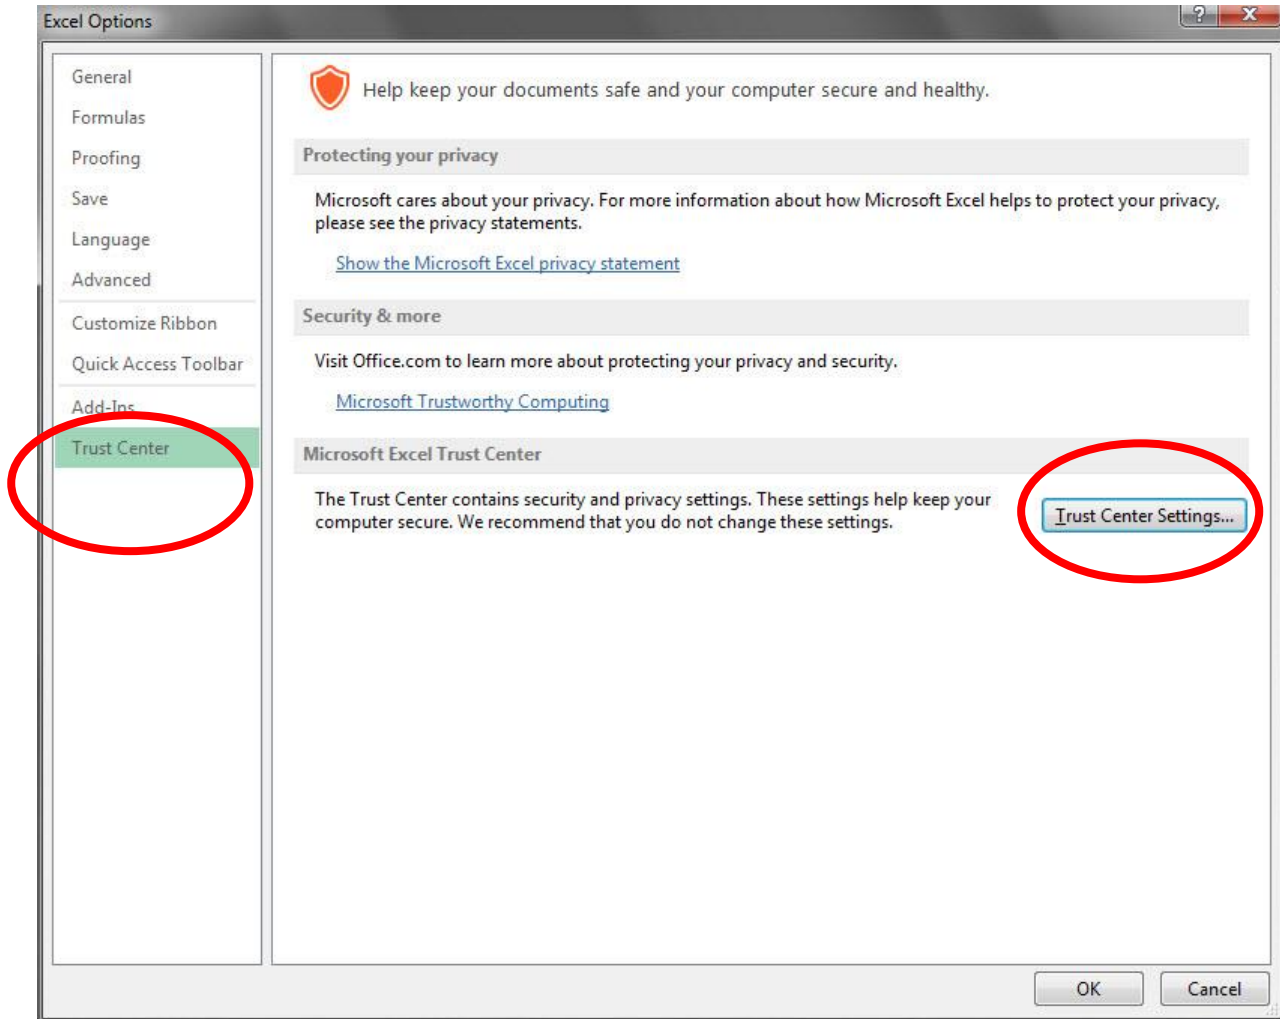 Excel Options
?
X
General
Formulas
Proofing
Save
Language
Advanced
Customize Ribbon
Quick Access Toolbar
Add-Ins
Trust Center
Help keep your documents safe and your computer secure and healthy.
Protecting your privacy
Microsoft cares about your privacy. For more information about how Microsoft Excel helps to protect your privacy,
please see the privacy statements.
Show the Microsoft Excel privacy statement
Security & more
Visit Office.com to learn more about protecting your privacy and security.
Microsoft Trustworthy Computing
Microsoft Excel Trust Center
The Trust Center contains security and privacy settings. These settings help keep your
computer secure. We recommend that you do not change these settings.
Trust Center Settings...
OK
Cancel